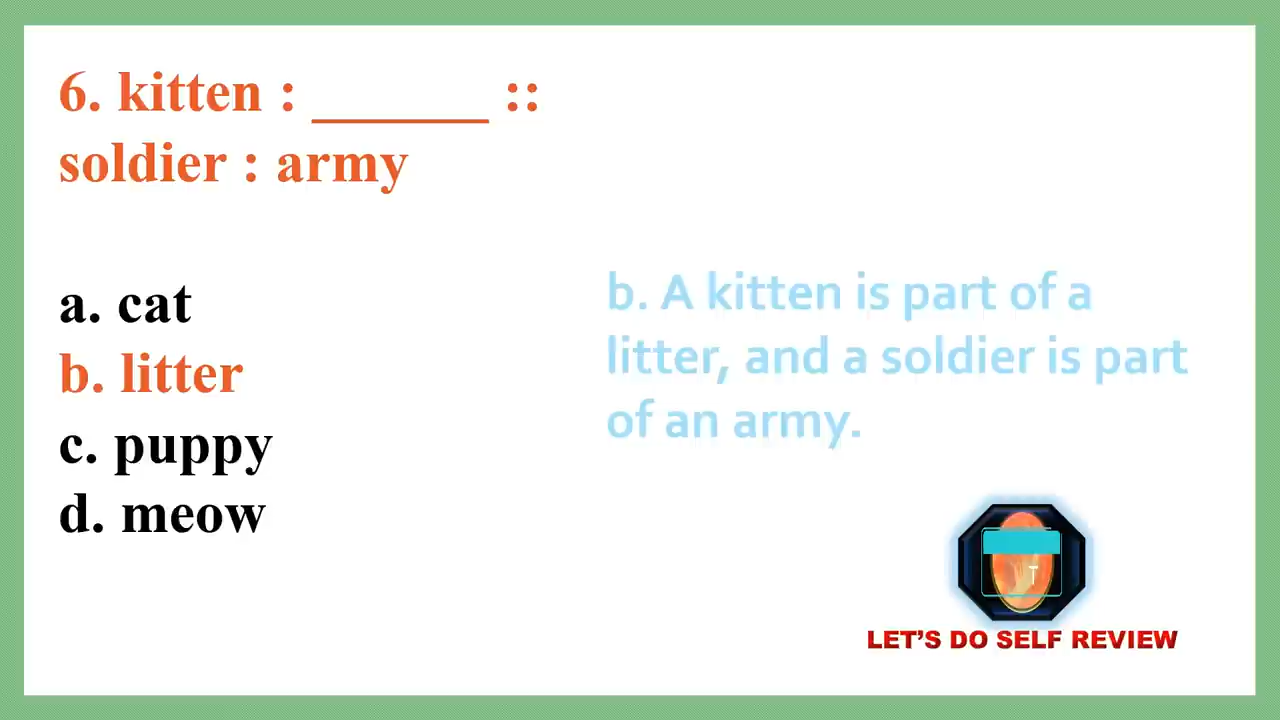 6. kitten : ______ ::
soldier : army
a. cat
b. litter
c. puppy
d. meow
b. A kitten is part of a
litter, and a soldier is part
of an army.
T
LET'S DO SELF REVIEW